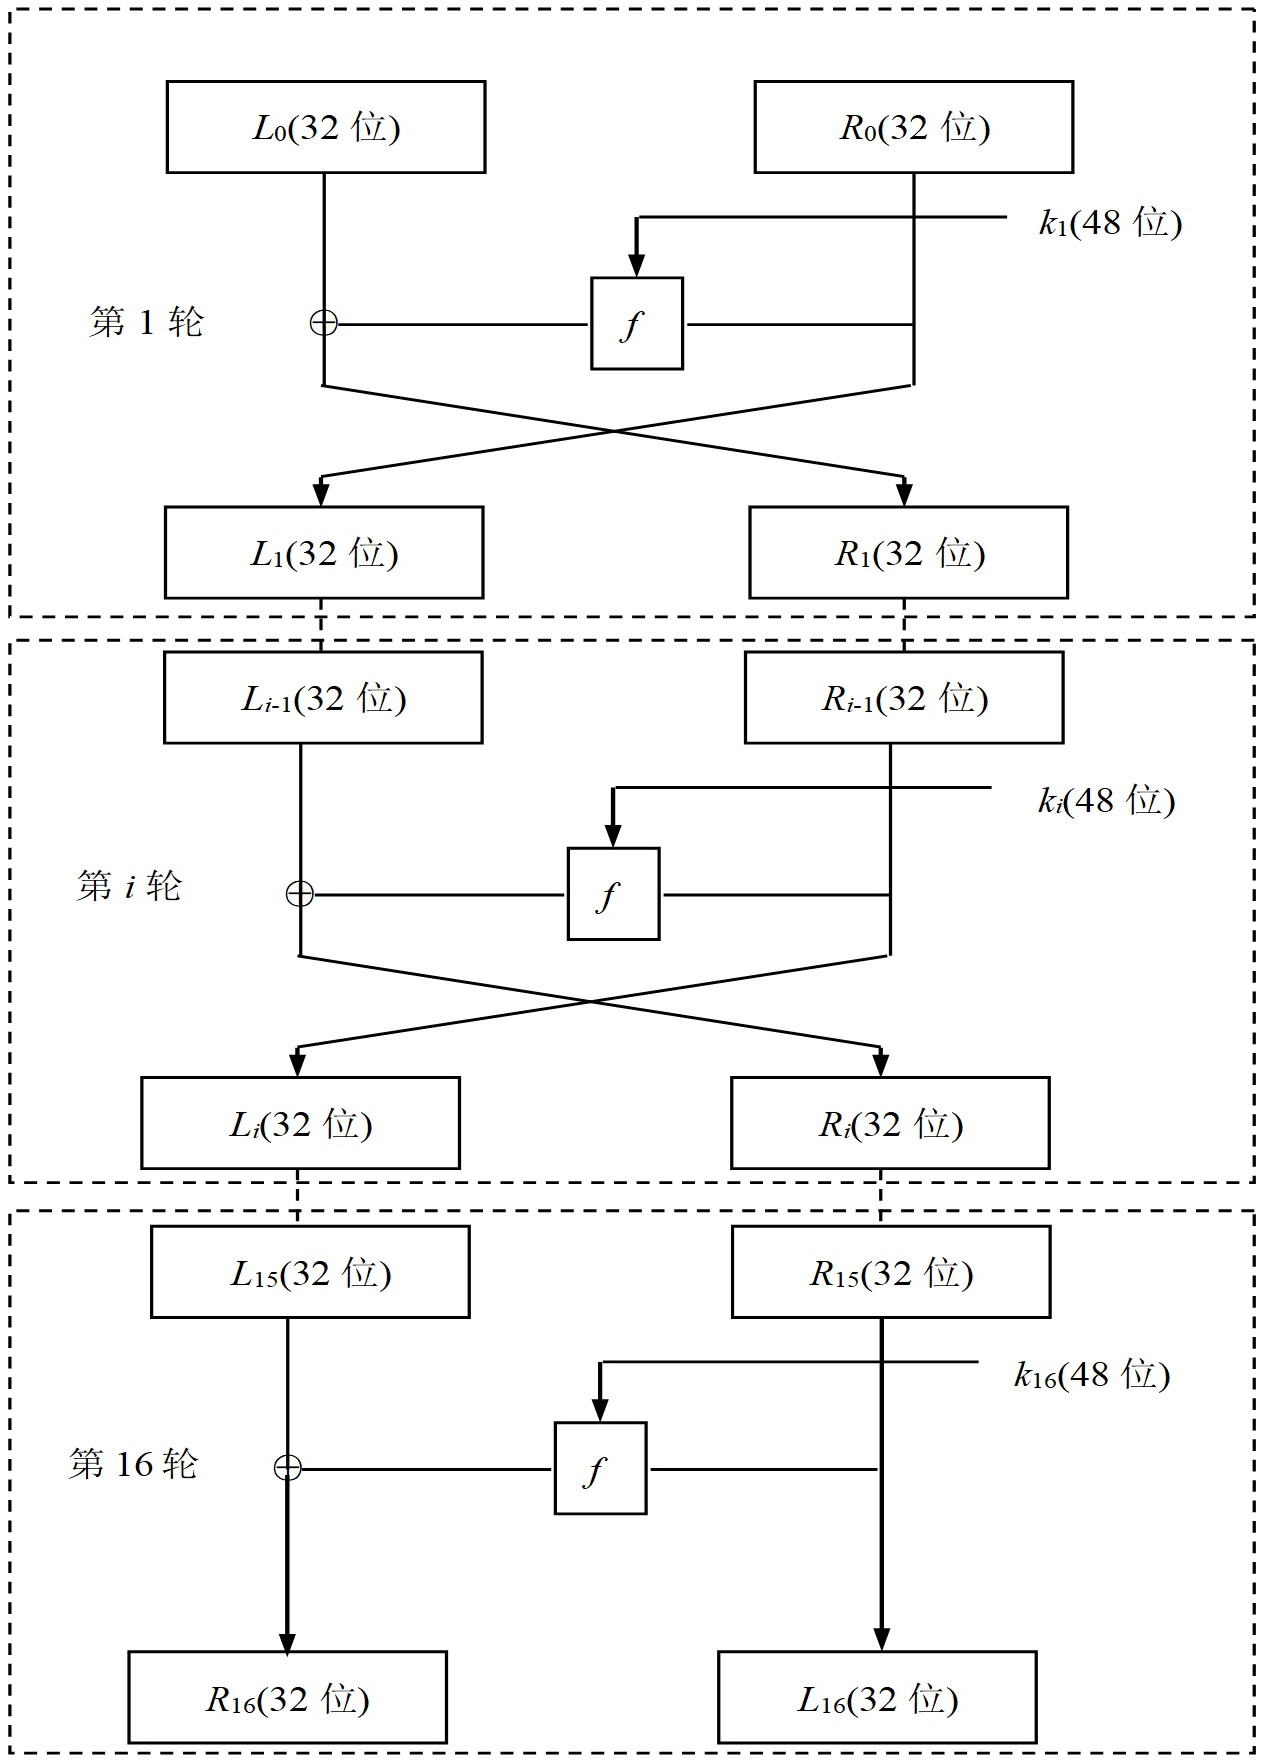 L0(32 位) R0(32 位)
k1(48 位)
f
第 1 轮
L1(32 位) R1(32 位)
Li-1(32 位) Ri-1(32 位)
ki(48 位)
f
第 i 轮
Li(32 位) Ri(32 位)
L15(32 位) R15(32 位)
k16(48 位)
f
第 16 轮
R16(32 位) L16(32 位)